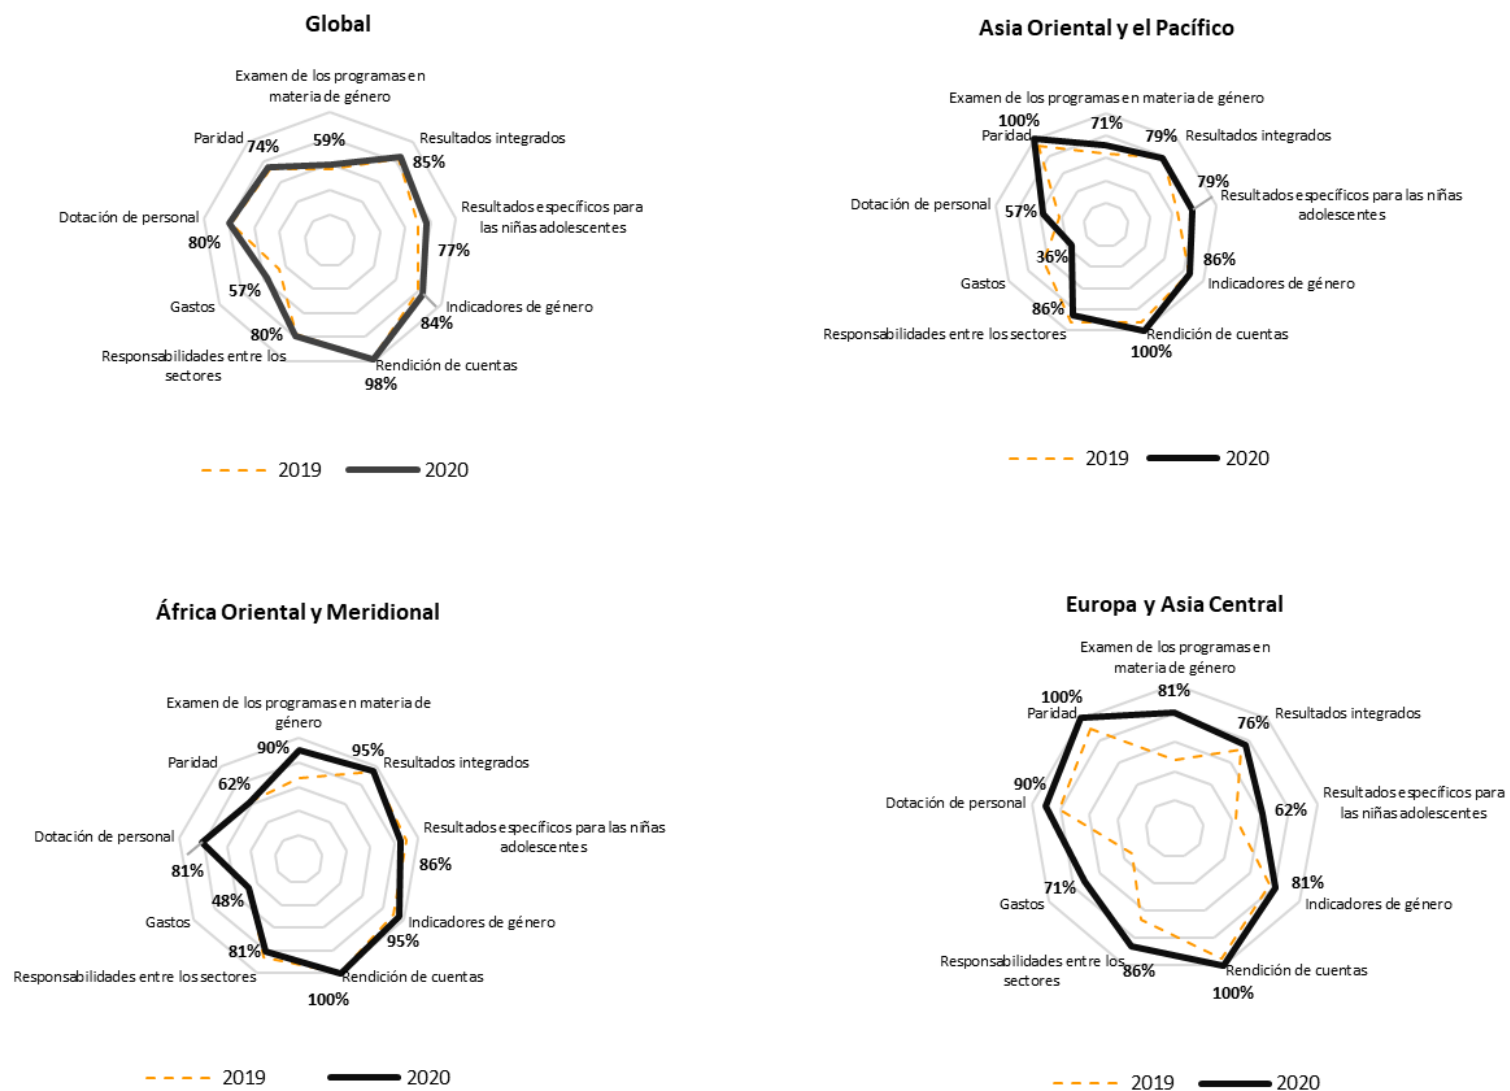 Global
Examen de los programas en
materia de género
59%
Resultados integrados
85%
Resultados específicos para
las niñas adolescentes
77%
Indicadores de género
84%
Rendición de cuentas
98%
Responsabilidades entre los
sectores
80%
Gastos
57%
Dotación de personal
80%
Paridad
74%
2019
2020
Asia Oriental y el Pacífico
Examen de los programas en materia de género
71%
Resultados integrados
79%
Resultados específicos para las niñas
adolescentes
79%
Indicadores de género
86%
Rendición de cuentas
100%
Responsabilidades entre los sectores
86%
Gastos
36%
Dotación de personal
57%
Paridad
100%
2019
2020
África Oriental y Meridional
Examen de los programas en materia de
género
90%
Resultados integrados
95%
Resultados específicos para las niñas
adolescentes
86%
Indicadores de género
95%
Rendición de cuentas
100%
Responsabilidades entre los sectores
81%
Gastos
48%
Dotación de personal
81%
Paridad
62%
2019
2020
Europa y Asia Central
Examen de los programas en
materia de género
81%
Resultados integrados
76%
Resultados específicos para
las niñas adolescentes
62%
Indicadores de género
81%
Rendición de cuentas
100%
Responsabilidades entre los
sectores
86%
Gastos
71%
Dotación de personal
90%
Paridad
100%
2019
2020